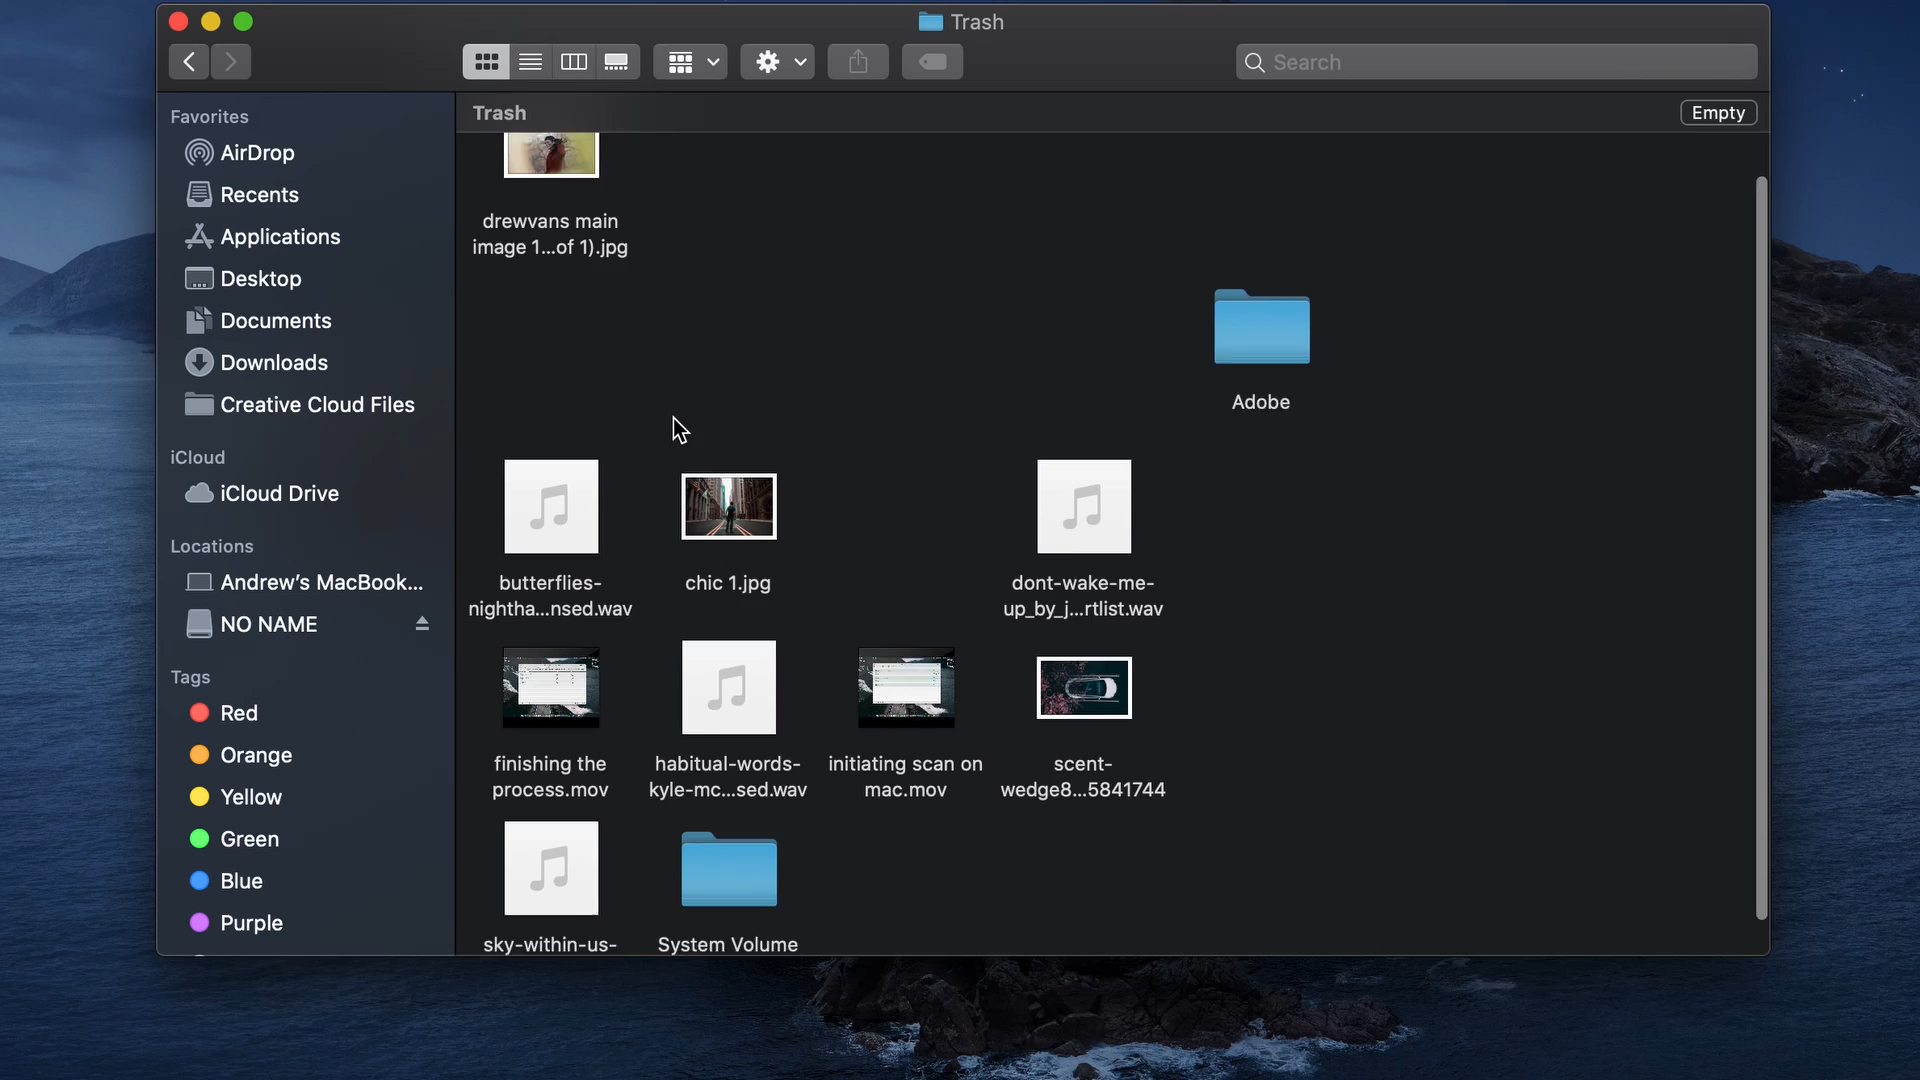 Trash
Search
Favorites
AirDrop
Recents
Applications
Desktop
Documents
Downloads
Creative Cloud Files
iCloud
iCloud Drive
Locations
Andrew's MacBook...
NO NAME
Tags
Red
Orange
Yellow
Green
Blue
Purple
Trash
Empty
drewvans main
image 1...of 1).jpg
Adobe
butterflies-
nightha...nsed.wav
chic 1.jpg
dont-wake-me-
up_by_j...rtlist.wav
finishing the
process.mov
habitual-words-
kyle-mc...sed.wav
initiating scan on
mac.mov
scent-
wedge8...5841744
sky-within-us-
System Volume